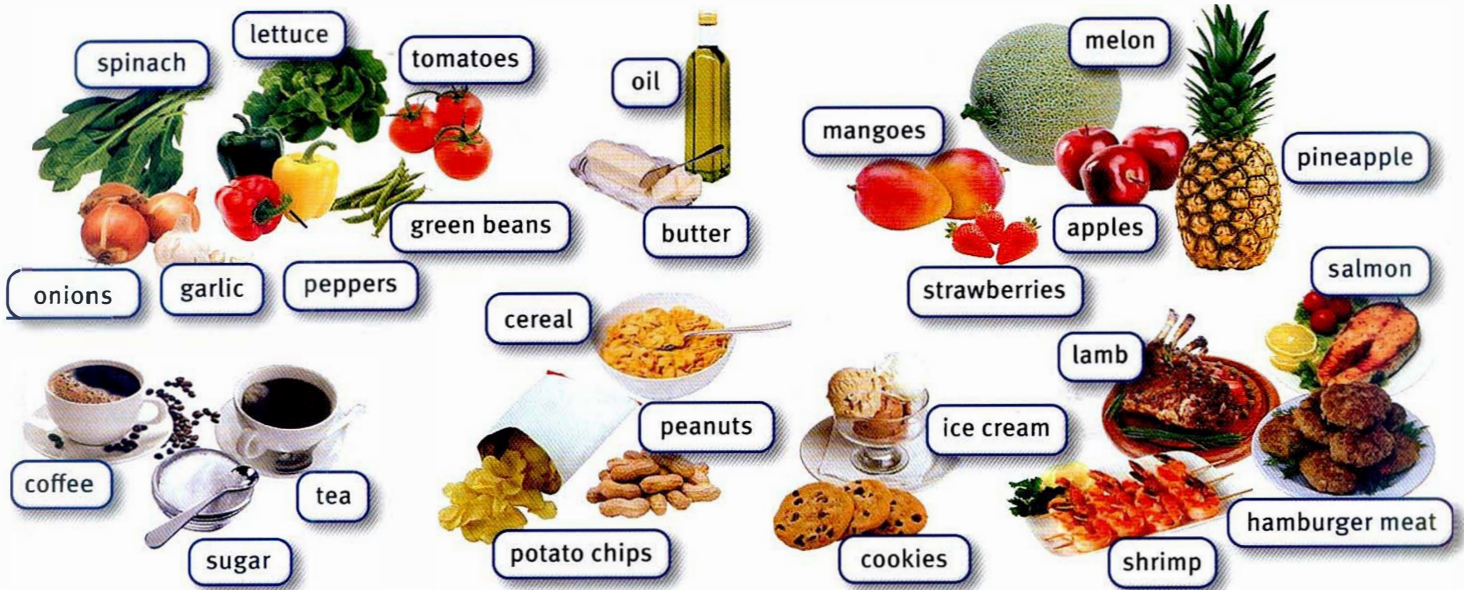 lettuce
spinach
tomatoes
green beans
onions
garlic
peppers
oil
butter
melon
mangoes
pineapple
apples
strawberries
coffee
tea
sugar
cereal
peanuts
potato chips
ice cream
cookies
salmon
lamb
hamburger meat
shrimp